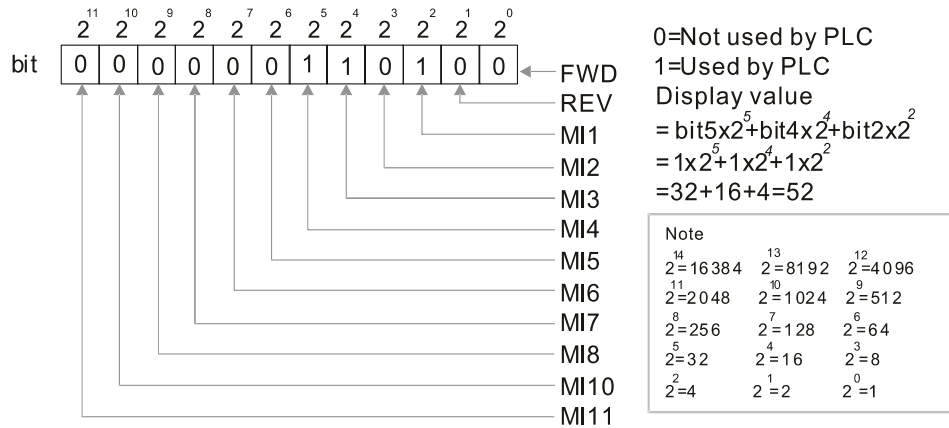 2^11 2^10 2^9 2^8 2^7 2^6 2^5 2^4 2^3 2^2 2^1 2^0
bit 0 0 0 0 0 0 1 1 0 1 0 0
FWD
REV
MI1
MI2
MI3
MI4
MI5
MI6
MI7
MI8
MI10
MI11
0=Not used by PLC
1=Used by PLC
Display value
= bit5x2^5+bit4x2^4+bit2x2^2
= 1x2^5+1x2^4+1x2^2
=32+16+4=52
Note
2^14=16384 2^13=8192 2^12=4096
2^11=2048 2^10=1024 2^9=512
2^8=256 2^7=128 2^6=64
2^5=32 2^4=16 2^3=8
2^2=4 2^1=2 2^0=1